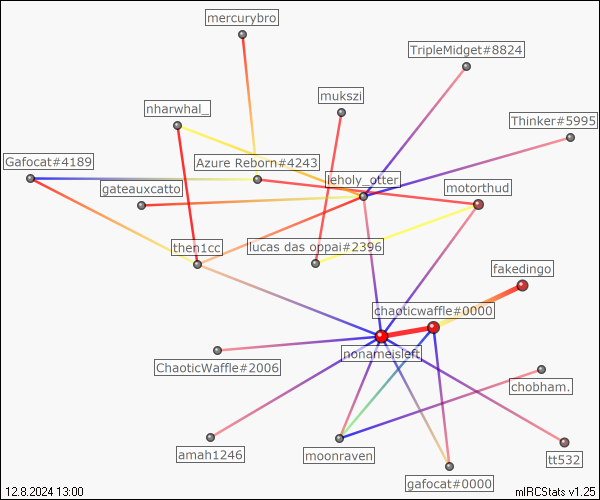 mercurybro
TripleMidget#8824
mukszi
nharwhal_
Thinker#5995
Gafocat#4189
Azure Reborn#4243
leholy_otter
gateauxcatto
motorthud
then1cc
lucas das oppai#2396
fakedingo
chaoticwaffle#0000
nonameisleft
ChaoticWaffle#2006
chobham.
amah1246
moonraven
tt532
gafocat#0000
12.8.2024 13:00
mIRCStats v1.25